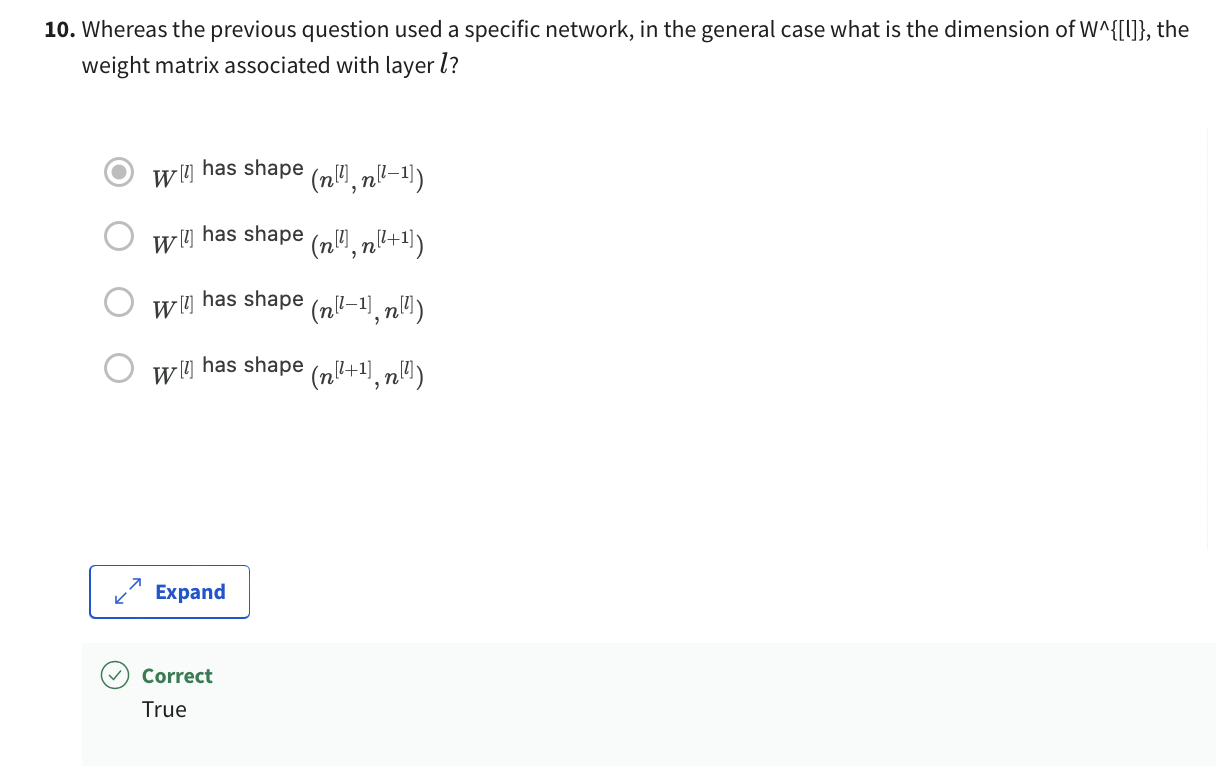 10. Whereas the previous question used a specific network, in the general case what is the dimension of W^{[l]}, the
weight matrix associated with layer l?
W^{[l]} has shape (n^{[l]}, n^{[l−1]})
W^{[l]} has shape (n^{[l]}, n^{[l+1]})
W^{[l]} has shape (n^{[l−1]}, n^{[l]})
W^{[l]} has shape (n^{[l+1]}, n^{[l]})
Expand
Correct
True